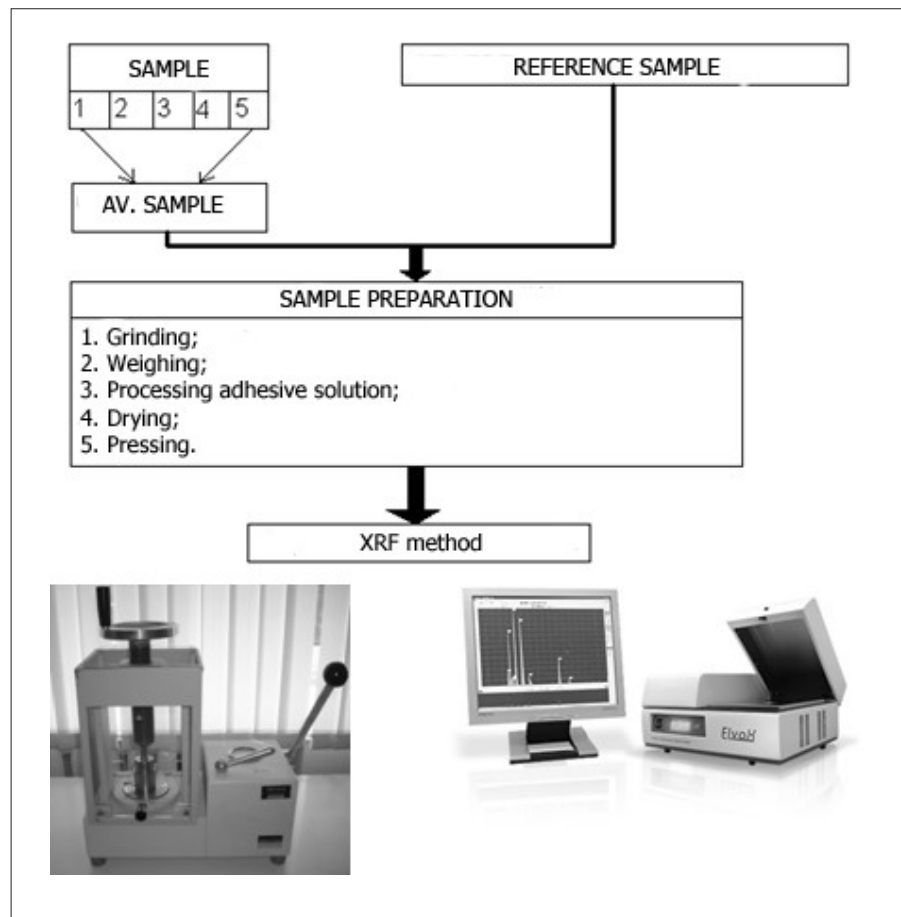 SAMPLE
1 2 3 4 5
REFERENCE SAMPLE
AV. SAMPLE
SAMPLE PREPARATION
1. Grinding;
2. Weighing;
3. Processing adhesive solution;
4. Drying;
5. Pressing.
XRF method
ElvaX